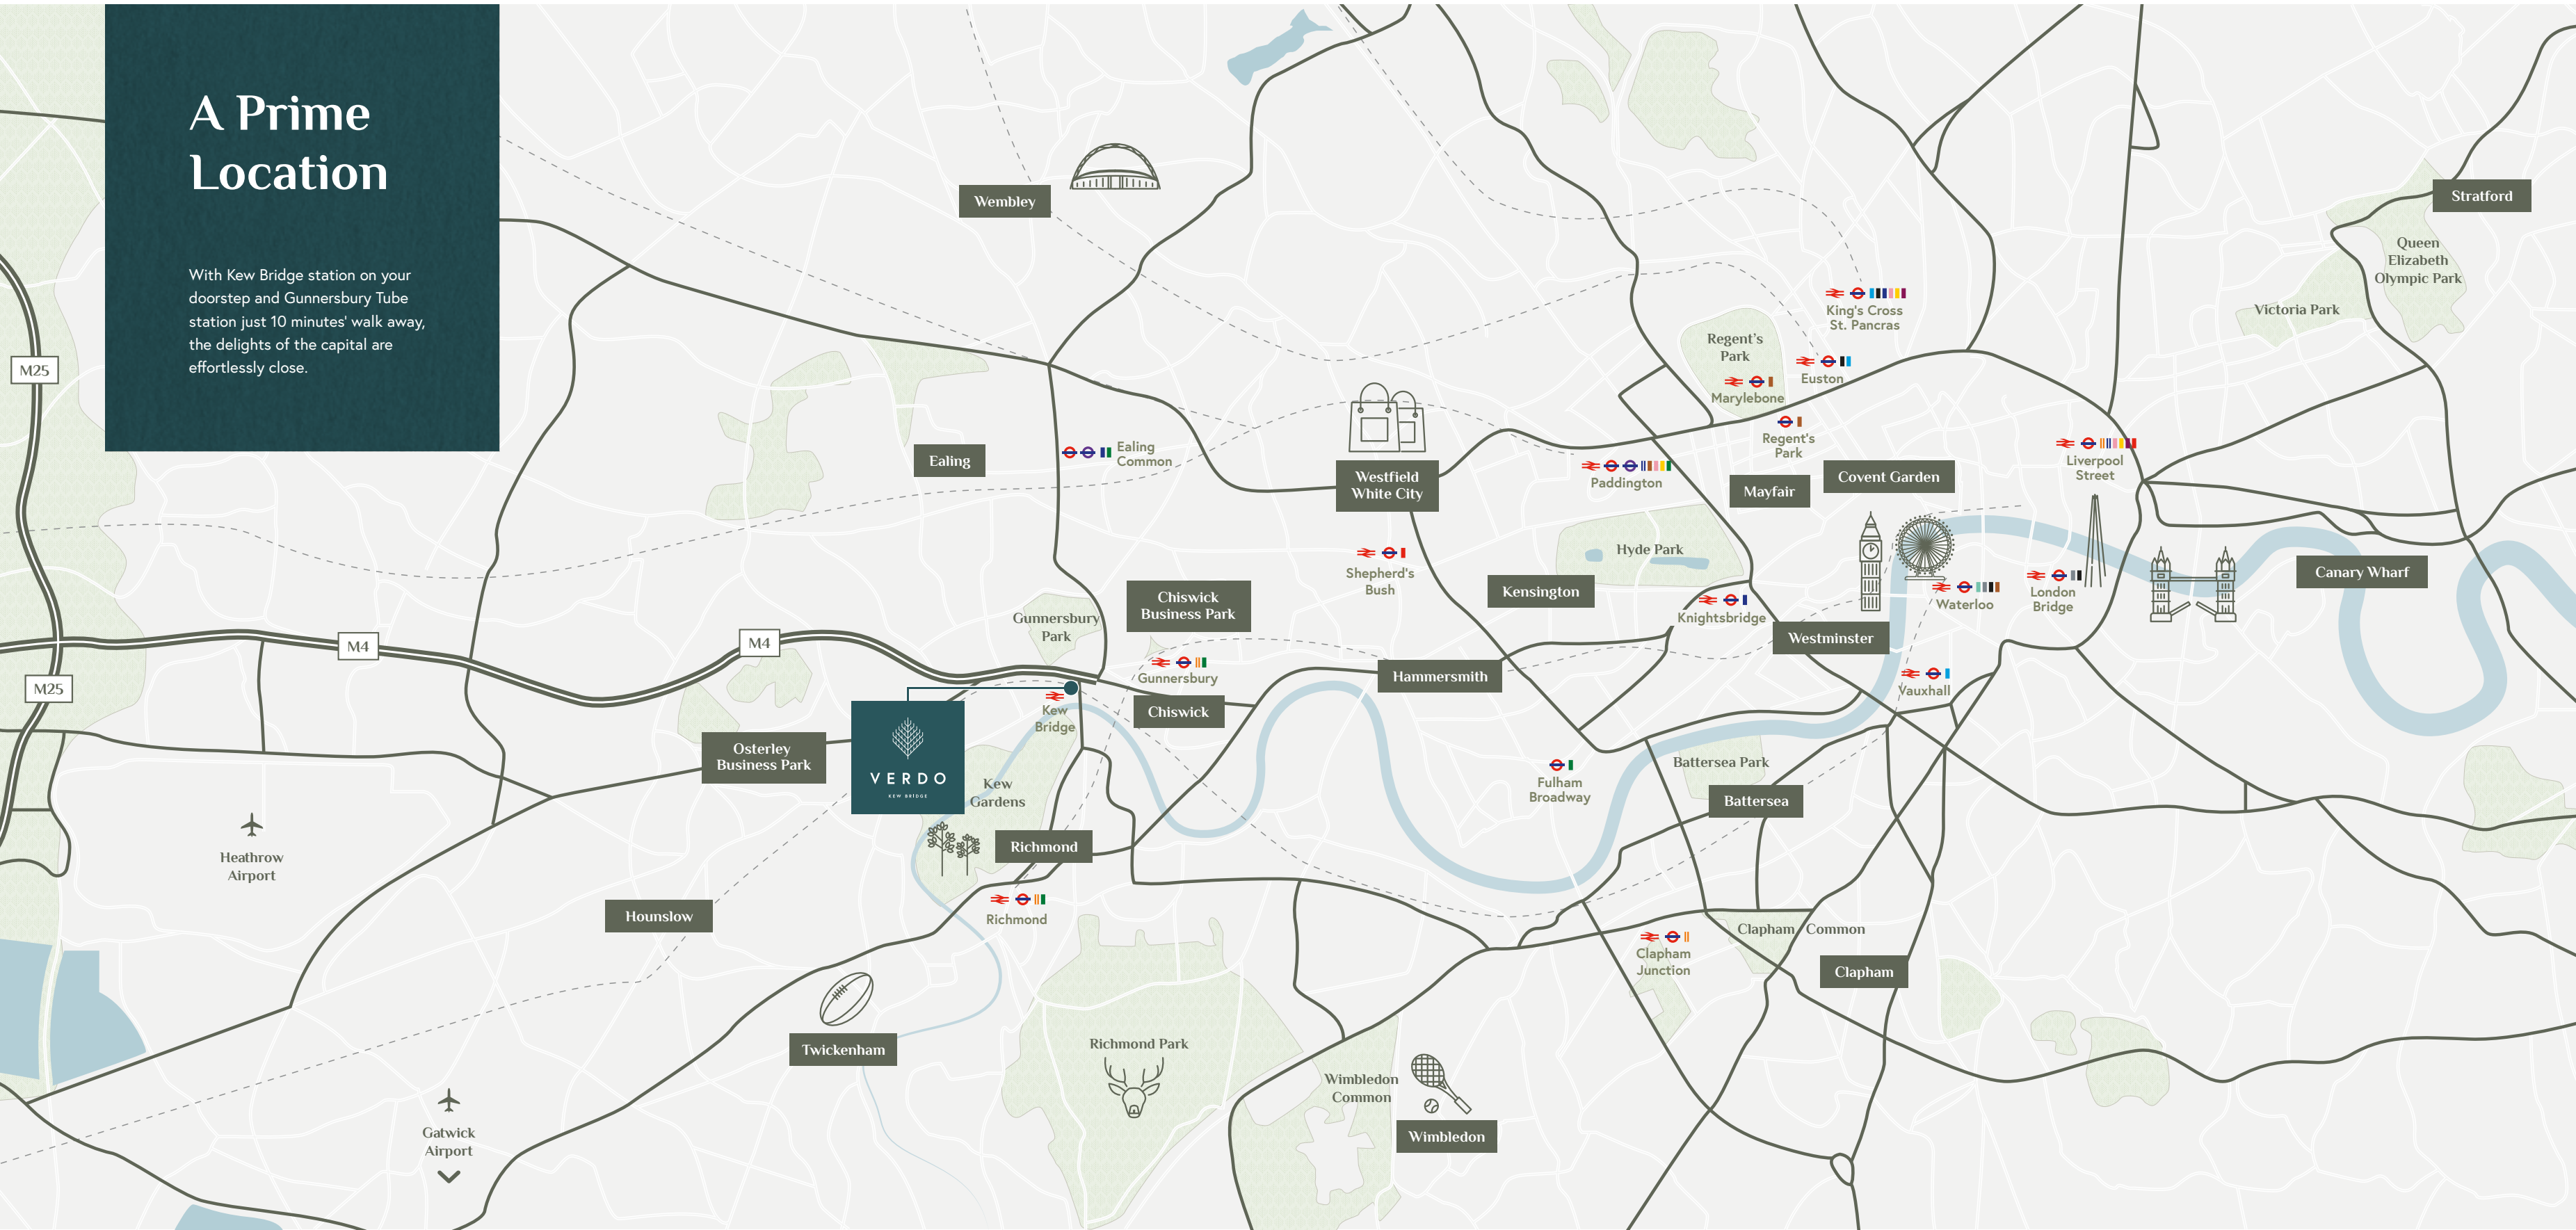 A Prime
Location
With Kew Bridge station on your
doorstep and Gunnersbury Tube
station just 10 minutes' walk away,
the delights of the capital are
effortlessly close.
Wembley
Stratford
Queen
Elizabeth
Olympic Park
Victoria Park
King's Cross
St. Pancras
Regent's
Park
Euston
Marylebone
Regent's
Park
M25
Ealing
Ealing
Common
Westfield
White City
Paddington
Mayfair
Covent Garden
Liverpool
Street
Hyde Park
Shepherd's
Bush
Kensington
Knightsbridge
Westminster
Waterloo
London
Bridge
Canary Wharf
Chiswick
Business Park
Gunnersbury
Park
M4
M4
M25
Gunnersbury
Hammersmith
Vauxhall
Chiswick
Kew
Bridge
Osterley
Business Park
VERDO
KEW BRIDGE
Kew
Gardens
Battersea Park
Fulham
Broadway
Battersea
Richmond
Heathrow
Airport
Hounslow
Richmond
Clapham Common
Clapham
Junction
Clapham
Twickenham
Richmond Park
Wimbledon
Common
Wimbledon
Gatwick
Airport